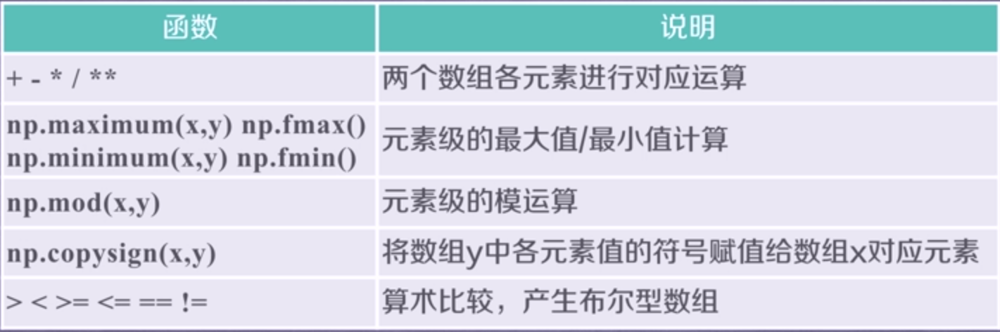 函数 说明
+ - * / ** 两个数组各元素进行对应运算
np.maximum(x,y) np.fmax()
np.minimum(x,y) np.fmin()
元素级的最大值/最小值计算
np.mod(x,y) 元素级的模运算
np.copysign(x,y) 将数组y中各元素值的符号赋值给数组x对应元素
> < >= <= == != 算术比较，产生布尔型数组